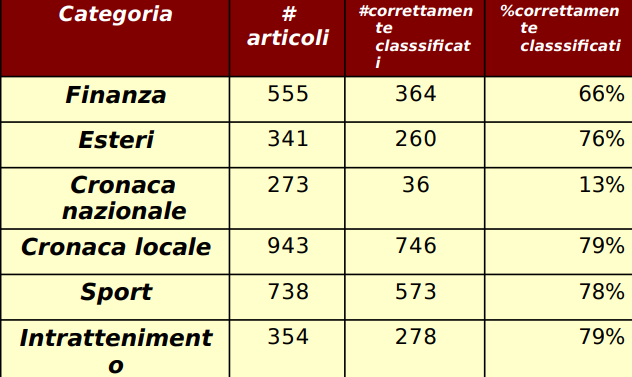 Categoria # articoli #correttamente classsificati %correttamente classsificati
Finanza 555 364 66%
Esteri 341 260 76%
Cronaca nazionale 273 36 13%
Cronaca locale 943 746 79%
Sport 738 573 78%
Intrattenimento 354 278 79%